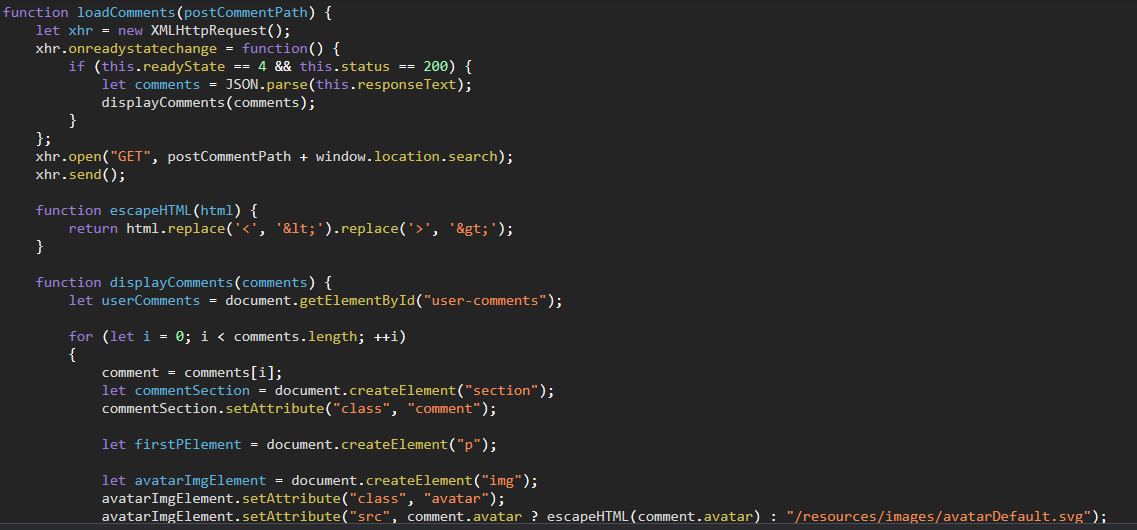 function loadComments(postCommentPath) {
    let xhr = new XMLHttpRequest();
    xhr.onreadystatechange = function() {
        if (this.readyState == 4 && this.status == 200) {
            let comments = JSON.parse(this.responseText);
            displayComments(comments);
        }
    };
    xhr.open("GET", postCommentPath + window.location.search);
    xhr.send();

    function escapeHTML(html) {
        return html.replace('<', '&lt;').replace('>', '&gt;');
    }

    function displayComments(comments) {
        let userComments = document.getElementById("user-comments");

        for (let i = 0; i < comments.length; ++i)
        {
            comment = comments[i];
            let commentSection = document.createElement("section");
            commentSection.setAttribute("class", "comment");

            let firstPElement = document.createElement("p");

            let avatarImgElement = document.createElement("img");
            avatarImgElement.setAttribute("class", "avatar");
            avatarImgElement.setAttribute("src", comment.avatar ? escapeHTML(comment.avatar) : "/resources/images/avatarDefault.svg");